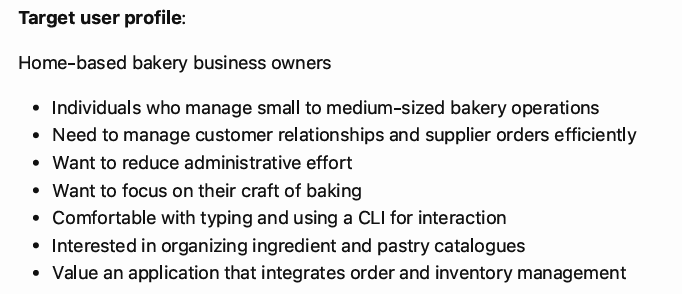 Target user profile:
Home-based bakery business owners
• Individuals who manage small to medium-sized bakery operations
• Need to manage customer relationships and supplier orders efficiently
• Want to reduce administrative effort
• Want to focus on their craft of baking
• Comfortable with typing and using a CLI for interaction
• Interested in organizing ingredient and pastry catalogues
• Value an application that integrates order and inventory management